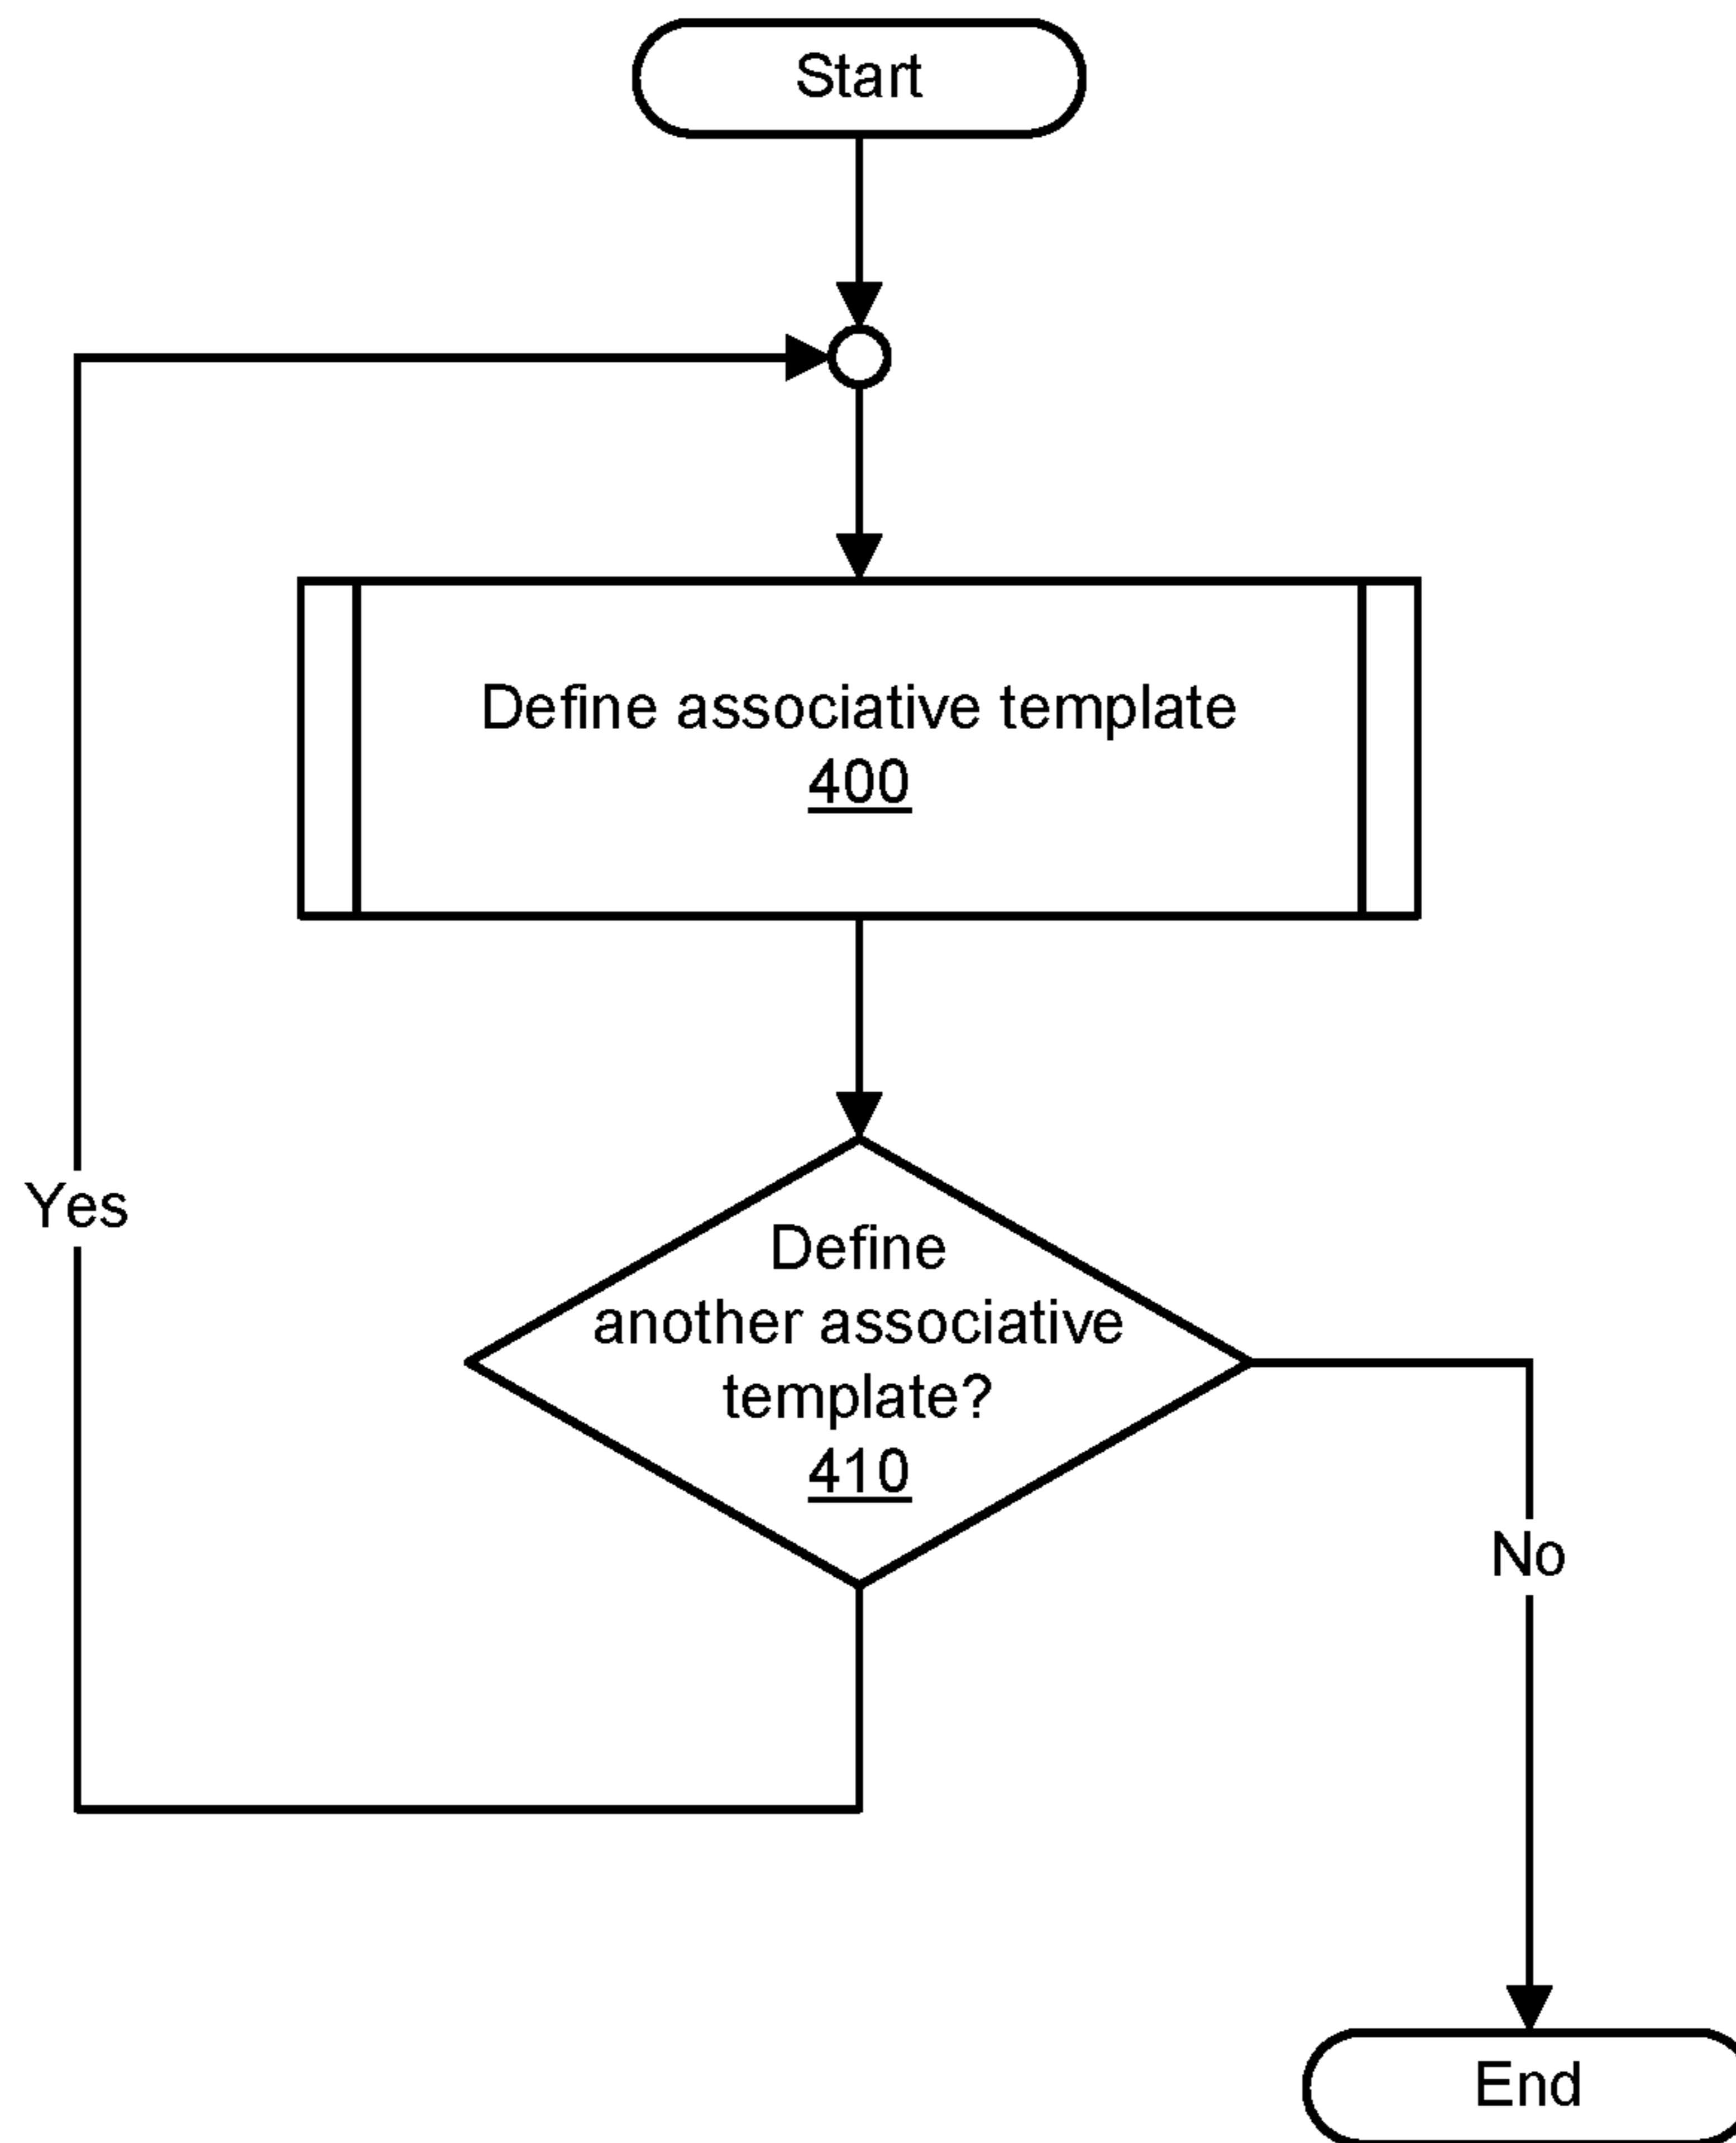 Start
Define associative template
400
Yes
Define
another associative
template?
410
No
End